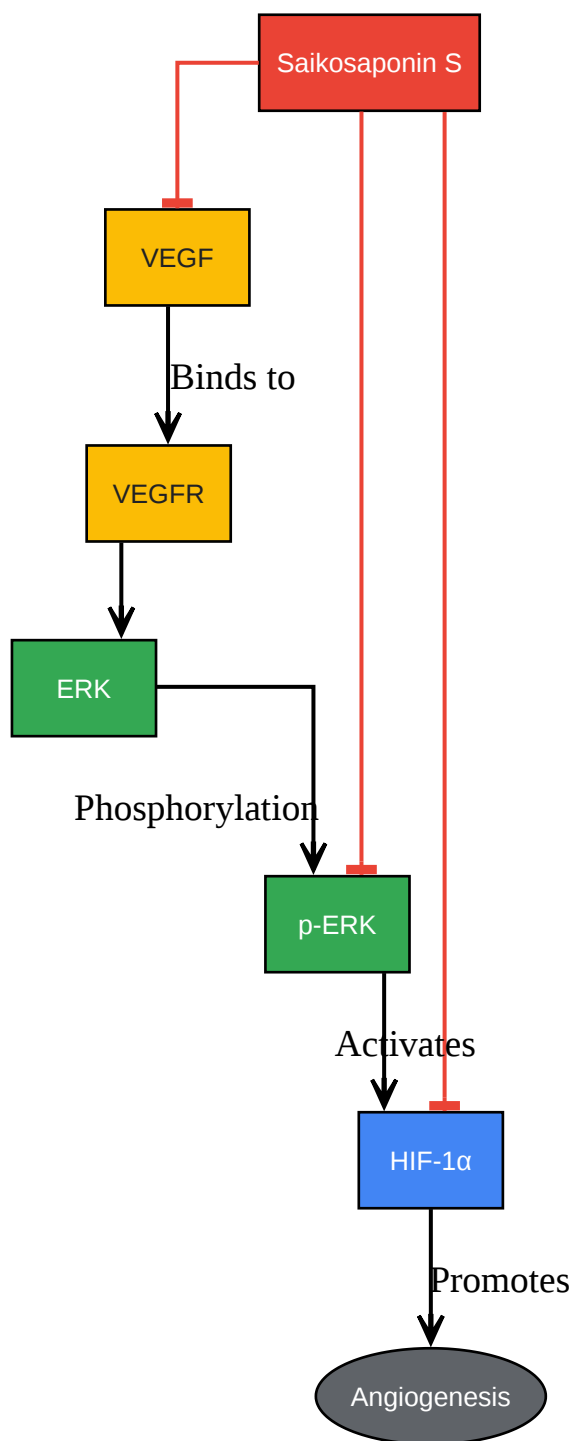 Saikosaponin S
VEGF
Binds to
VEGFR
ERK
Phosphorylation
p-ERK
Activates
HIF-1α
Promotes
Angiogenesis